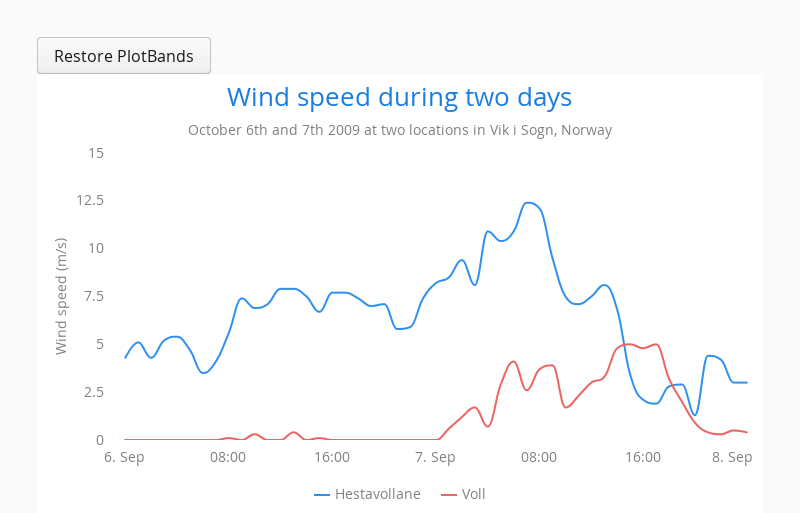 Restore PlotBands
Wind speed during two days
October 6th and 7th 2009 at two locations in Vik i Sogn, Norway
Wind speed (m/s)
15
12.5
10
7.5
5
2.5
0
6. Sep
08:00
16:00
7. Sep
08:00
16:00
8. Sep
Hestavollane
Voll